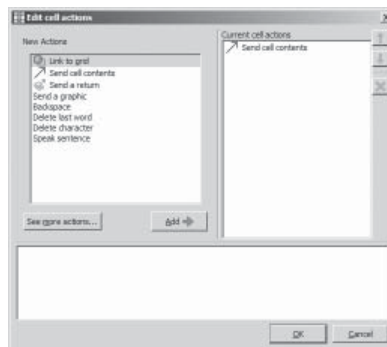 Edit cell actions
New Actions
Link to grid
Send cell contents
Send a return
Send a graphic
Backspace
Delete last word
Delete character
Speak sentence
See more actions...
Add
Current cell actions
Send cell contents
OK
Cancel